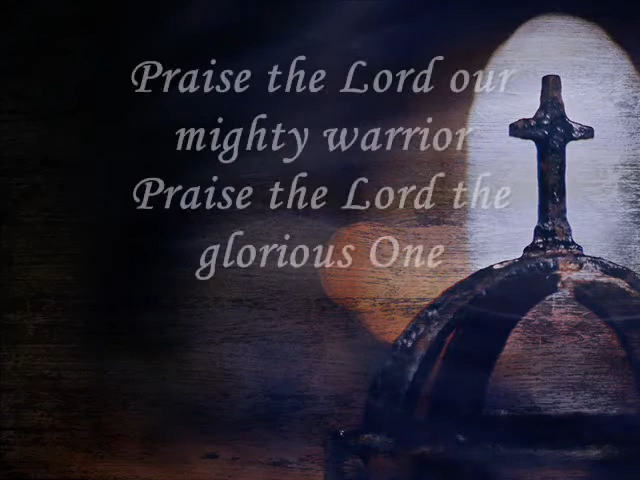 Praise the Lord our
mighty warrior
Praise the Lord the
glorious One